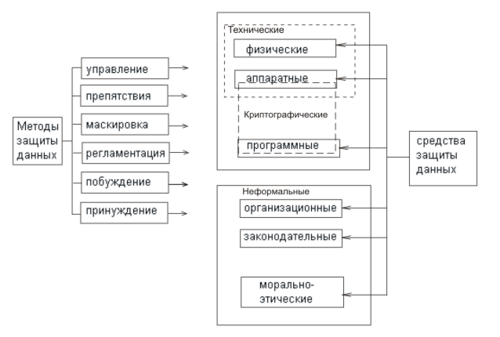 Методы
защиты
данных
управление
препятствия
маскировка
регламентация
побуждение
принуждение
Технические
физические
аппаратные
Криптографические
программные
Неформальные
организационные
законодательные
морально-
этические
средства
защиты
данных